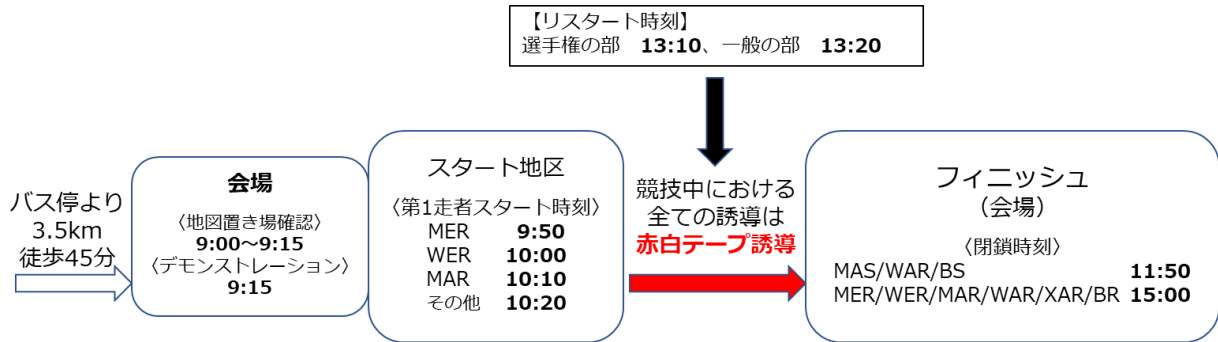 【リスタート時刻】
選手権の部　13:10、一般の部　13:20
バス停より
3.5km
徒歩45分
会場
〈地図置き場確認〉
9:00～9:15
〈デモンストレーション〉
9:15
スタート地区
〈第1走者スタート時刻〉
MER 9:50
WER 10:00
MAR 10:10
その他 10:20
競技中における
全ての誘導は
赤白テープ誘導
フィニッシュ
（会場）
〈閉鎖時刻〉
MAS/WAR/BS 11:50
MER/WER/MAR/WAR/XAR/BR 15:00